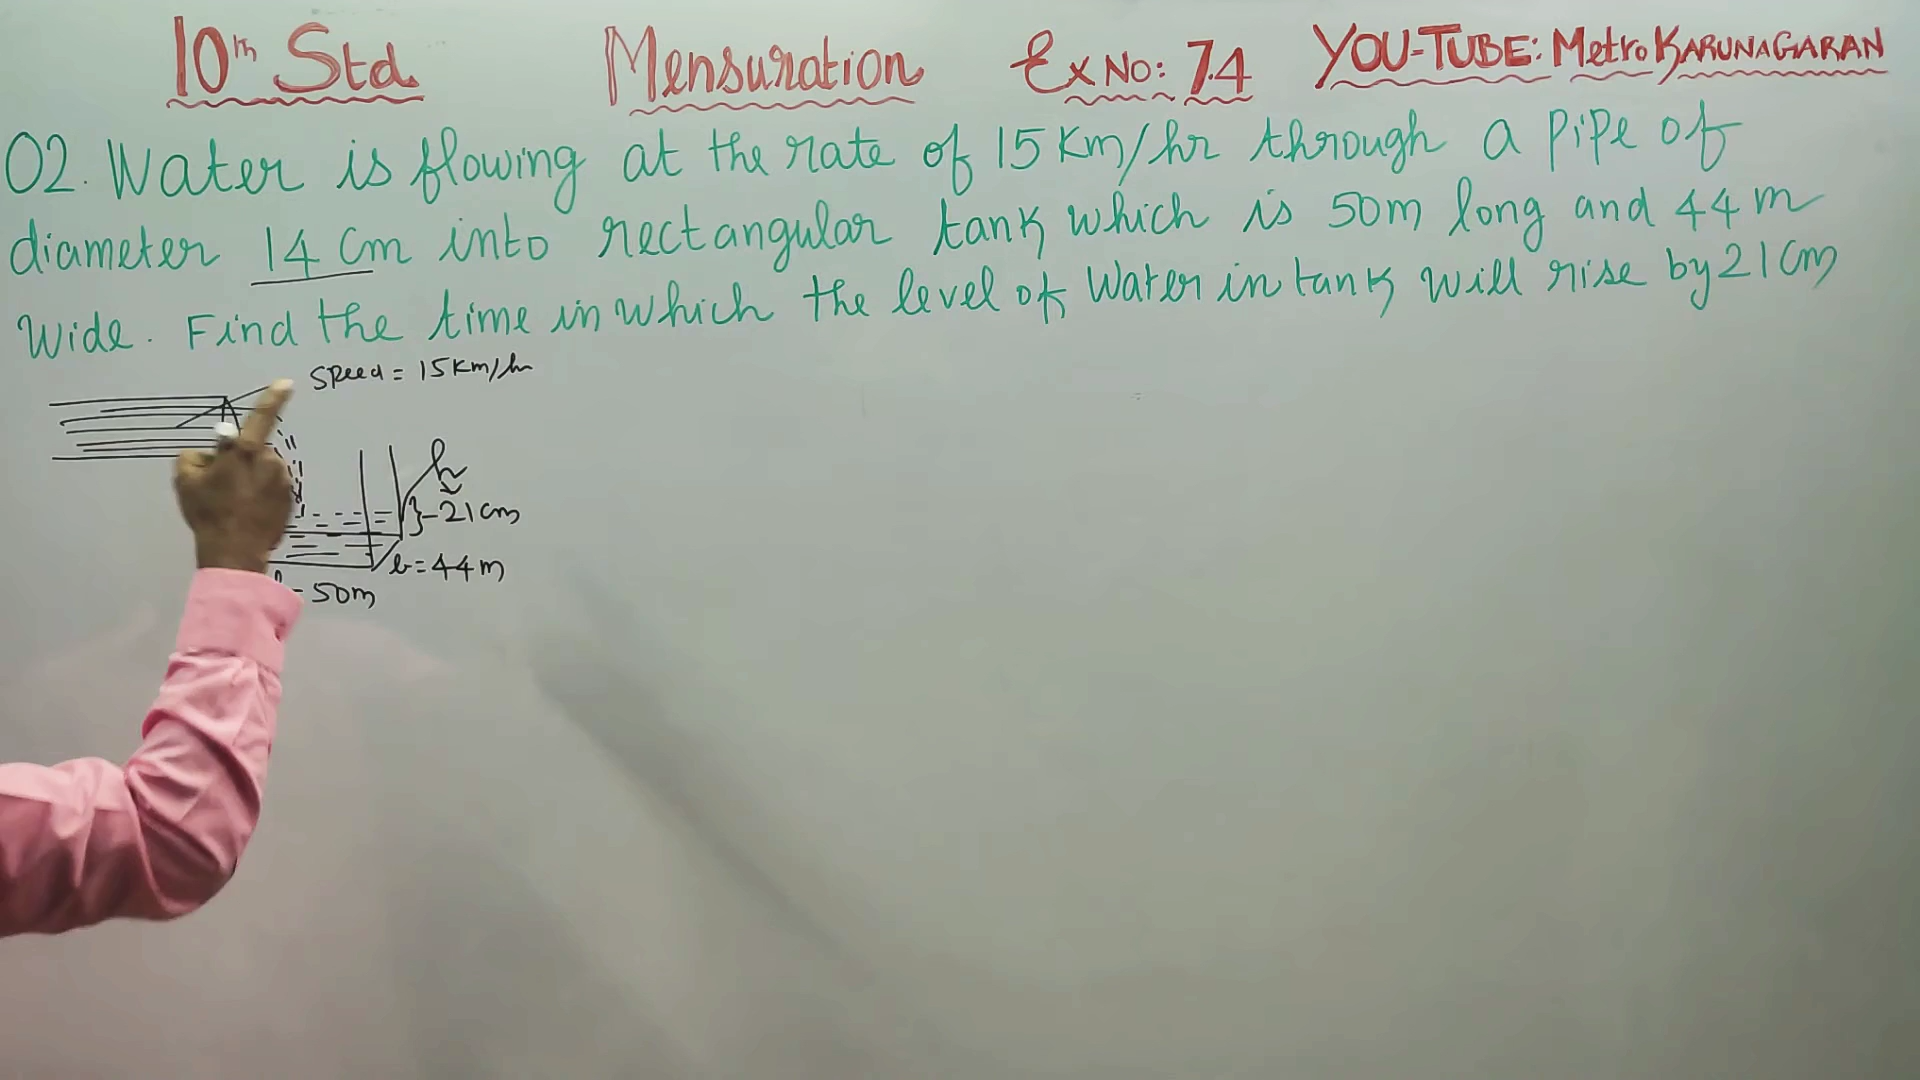 10th Std Mensuration Ex No: 7.4 YOU-TUBE: Metro KARUNAGARAN
02. Water is flowing at the rate of 15 Km/hr through a pipe of
diameter 14 Cm into rectangular tank which is 50m long and 44 m
Wide. Find the time in which the level of Water in tank will rise by 21 Cm
Speed = 15 Km/hr
h
21 cm
b = 44 m
= 50m